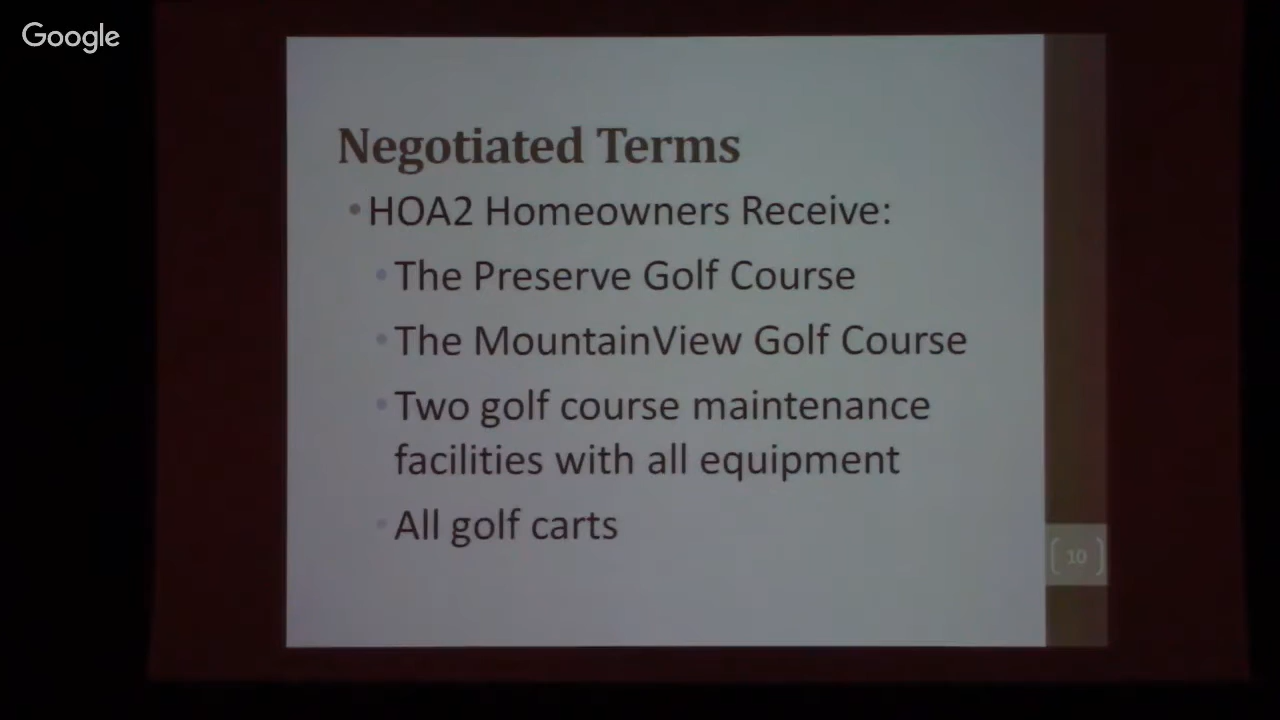 Google
Negotiated Terms
• HOA2 Homeowners Receive:
• The Preserve Golf Course
• The MountainView Golf Course
• Two golf course maintenance
facilities with all equipment
• All golf carts
[ 10 ]